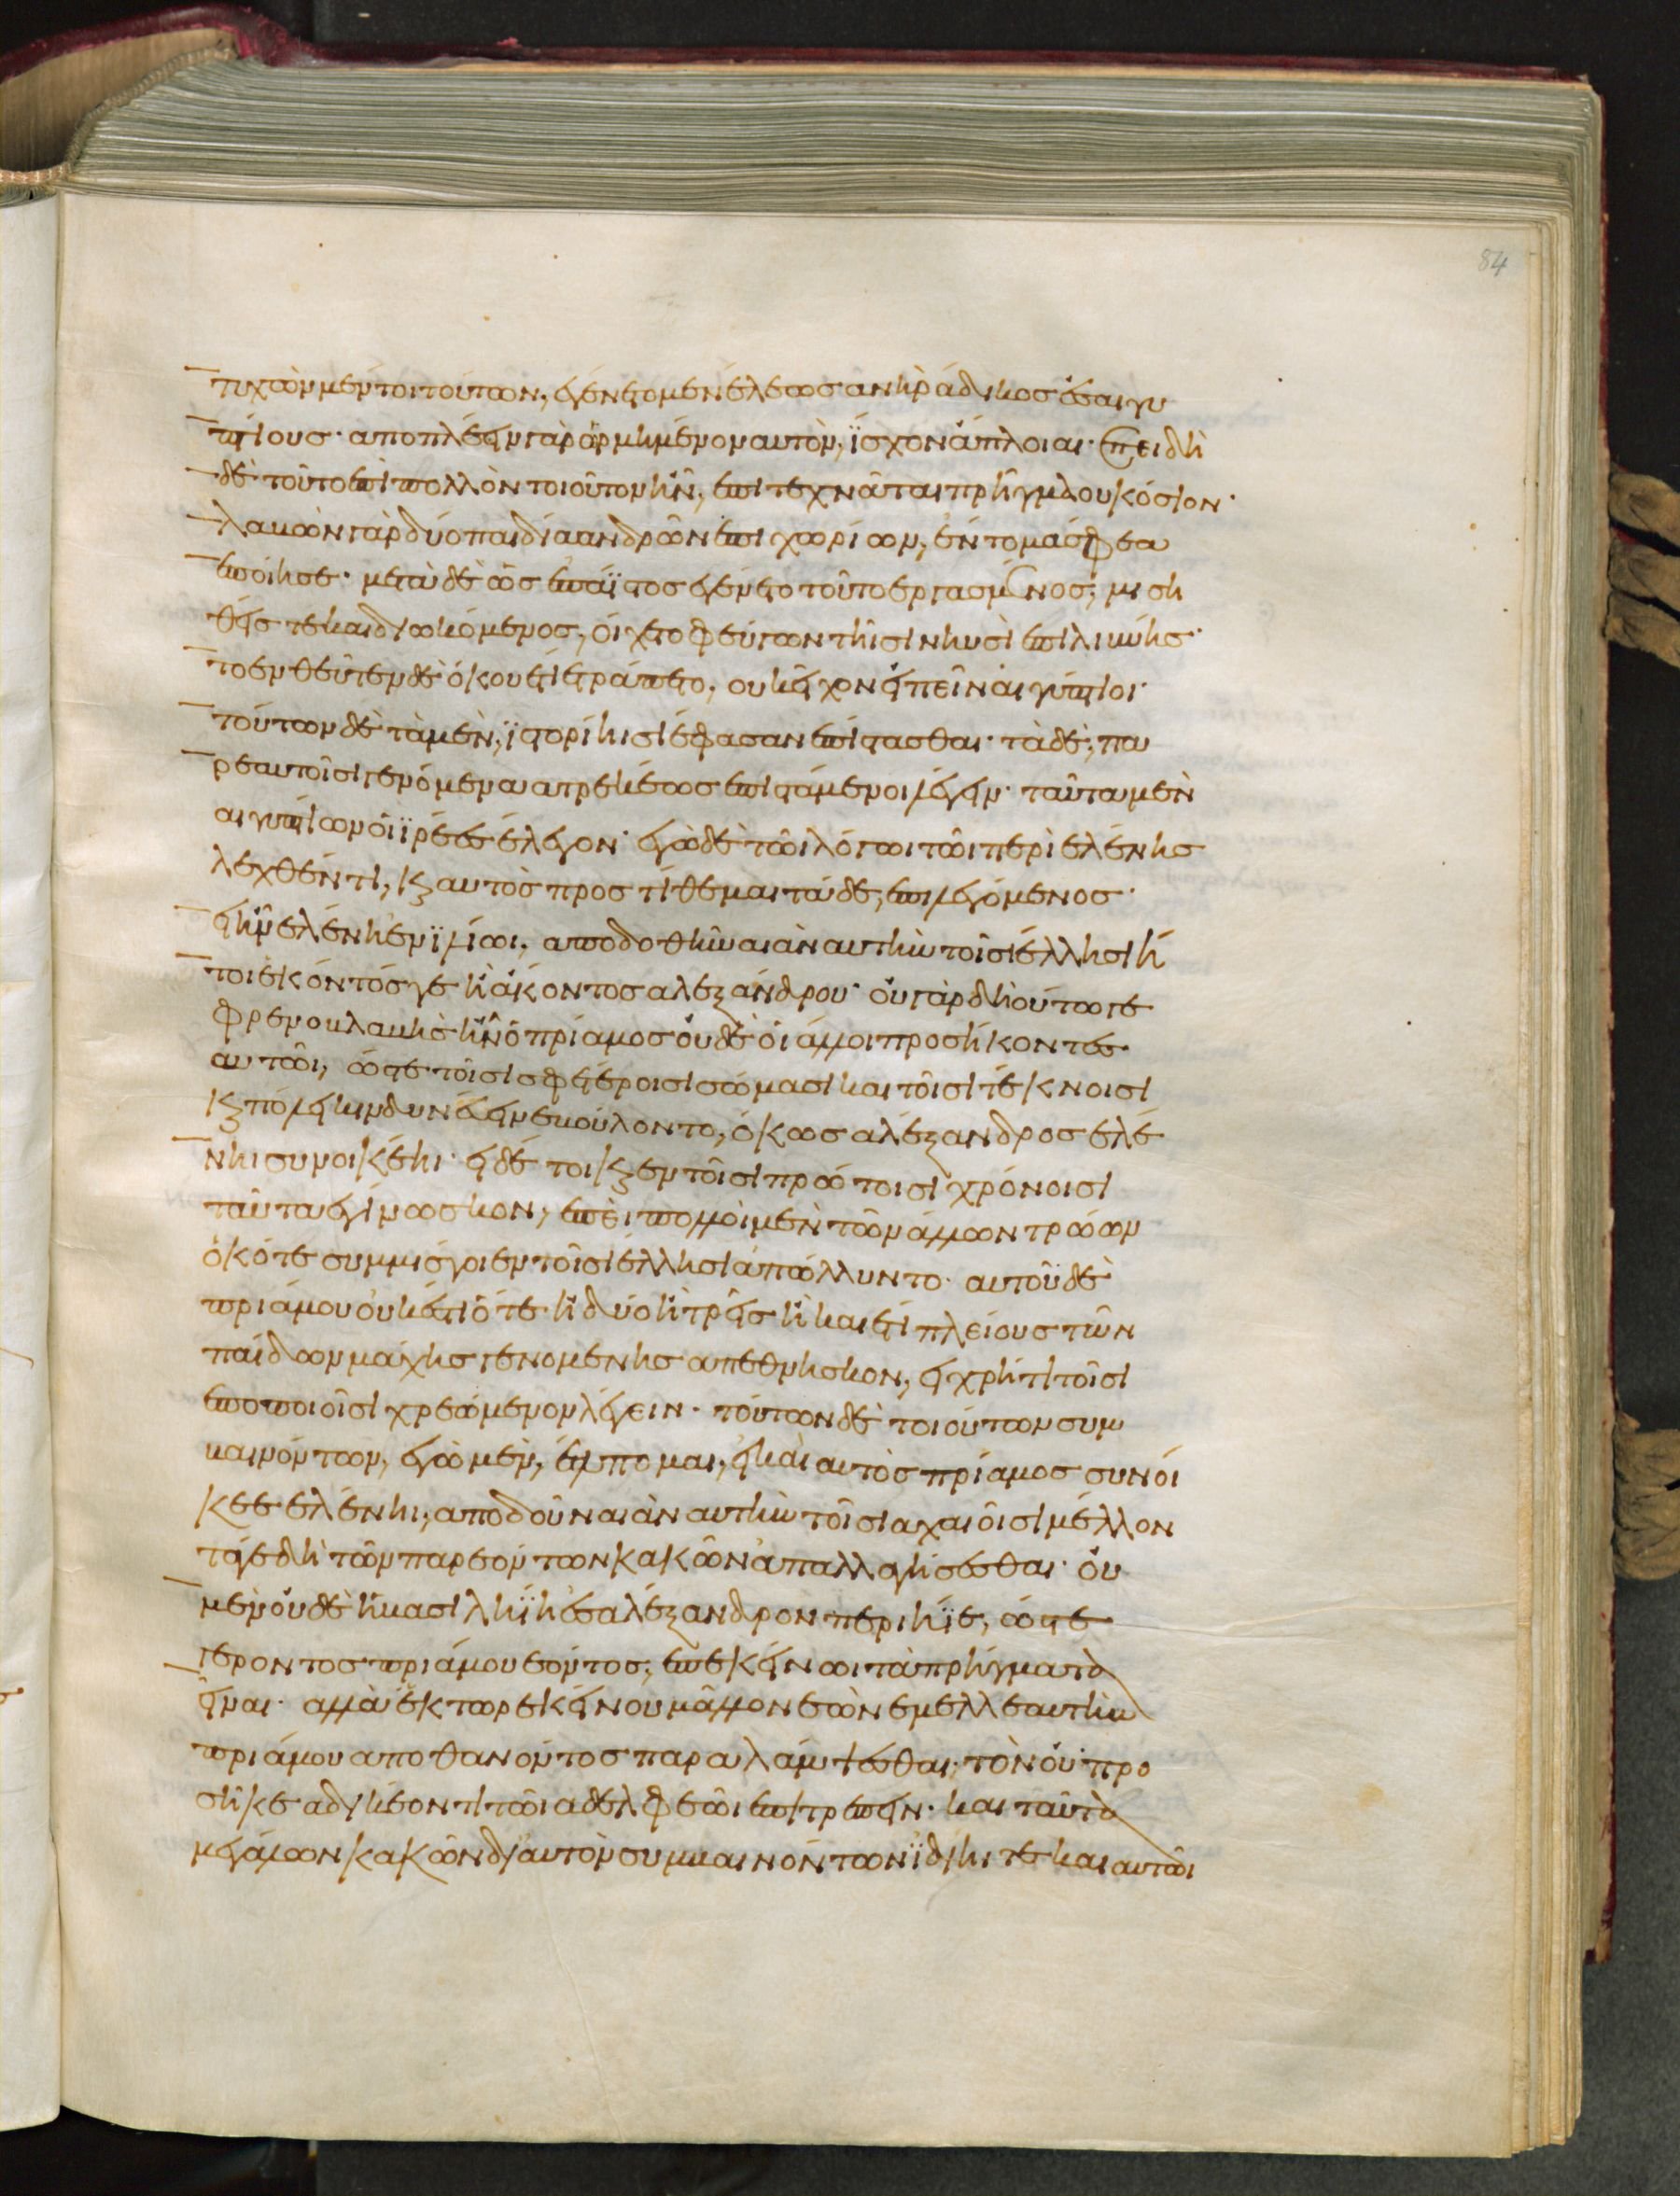 84
τυχὼν μέντοι τούτων, ἐγένετο μενέλεως ἀνὴρ ἄδικος ἐσ αἰγυ
πτίους· ἀποπλέειν γὰρ ὁρμημένον αὐτὸν, ἴσχον ἄπλοιαι· ἐπειδὴ
δὲ τοῦτο ἐπὶ πολλὸν τοιοῦτον ἦν, ἐπιτεχνᾶται πρῆγμα οὐκ ὅσιον·
λαβὼν γὰρ δύο παιδία ἀνδρῶν ἐπιχωρίων, ἔντομά σφεα
ἐποίησε· μετὰ δὲ ὡς ἐπάϊστος ἐγένετο τοῦτο ἐργασμένος, μιση
θείς τε καὶ διωκόμενος, οἴχετο φεύγων τῆισι νηυσὶ ἐπὶ λιβύης·
τὸ ἐνθεῦτεν δὲ ὅκου ἔτι ἐτράπετο, οὐκ εἶχον εἰπεῖν αἰγύπτιοι·
τούτων δὲ τὰ μὲν, ἱστορίηισι ἔφασαν ἐπίστασθαι· τὰ δὲ, πα
ρ ἑαυτοῖσι γενόμενα ἀτρεκέως ἐπιστάμενοι λέγειν· ταῦτα μὲν
αἰγυπτίων οἱ ἱρέες ἔλεγον· ἐγὼ δὲ τῶι λόγωι τῶι περὶ ἑλένης
λεχθέντι, καὶ αὐτὸς προστίθεμαι τάδε, ἐπιλεγόμενος·
εἰ ἦν ἑλένη ἐν ἰλίωι, ἀποδοθῆναι ἂν αὐτὴν τοῖσι ἕλλησι ἤ
τοι ἑκόντός γε ἢ ἄκοντος ἀλεξάνδρου· οὐ γὰρ δὴ οὕτω γε
φρενοβλαβὴς ἦν ὁ πρίαμος οὐδὲ οἱ ἄλλοι προσήκοντες
αὐτῶι, ὥστε τοῖσι σφετέροισι σώμασι καὶ τοῖσι τέκνοισι
καὶ πόλει κινδυνεύειν ἐβούλοντο, ὅκως ἀλέξανδρος ἑλέ
νηι συνοικέηι· εἰ δέ τοι καὶ ἐν τοῖσι πρώτοισι χρόνοισι
ταῦτα ἐγίνωσκον, ἐπεὶ πολλοὶ μὲν τῶν ἄλλων τρώων
ὁκότε συμμίσγοιεν τοῖσι ἕλλησι ἀπώλλυντο· αὐτοῦ δὲ
πριάμου οὐκ ἔστι ὅτε ἢ δύο ἢ τρεῖς ἢ καὶ ἔτι πλείους τῶν
παίδων μάχης γενομένης ἀπέθνησκον, εἰ χρή τι τοῖσι
ἐποποιοῖσι χρεώμενον λέγειν· τούτων δὲ τοιούτων συμ
βαινόντων, ἐγὼ μὲν, ἔλπομαι, εἰ καὶ αὐτὸς πρίαμος συνοί
κεε ἑλένηι, ἀποδοῦναι ἂν αὐτὴν τοῖσι ἀχαιοῖσι μέλλον
τά γε δὴ τῶν παρεόντων κακῶν ἀπαλλαγήσεσθαι· οὐ
μὲν οὐδὲ ἡ βασιληΐη ἐσ ἀλέξανδρον περιήϊε, ὥστε
γέροντος πριάμου ἐόντος, ἐπ ἐκείνωι τὰ πρήγματα
εἶναι· ἀλλὰ ἕκτωρ ἐκείνου μᾶλλον ἐὼν ἔμελλε αὐτὴν
πριάμου ἀποθανόντος παραλάμψεσθαι, τὸν οὐ προ
σῆκε ἀδικέοντι τῶι ἀδελφεῶι ἐπιτρέπειν· καὶ ταῦτα
μεγάλων κακῶν δι αὐτὸν συμβαινόντων ἰδίηι τε καὶ αὐτῶι